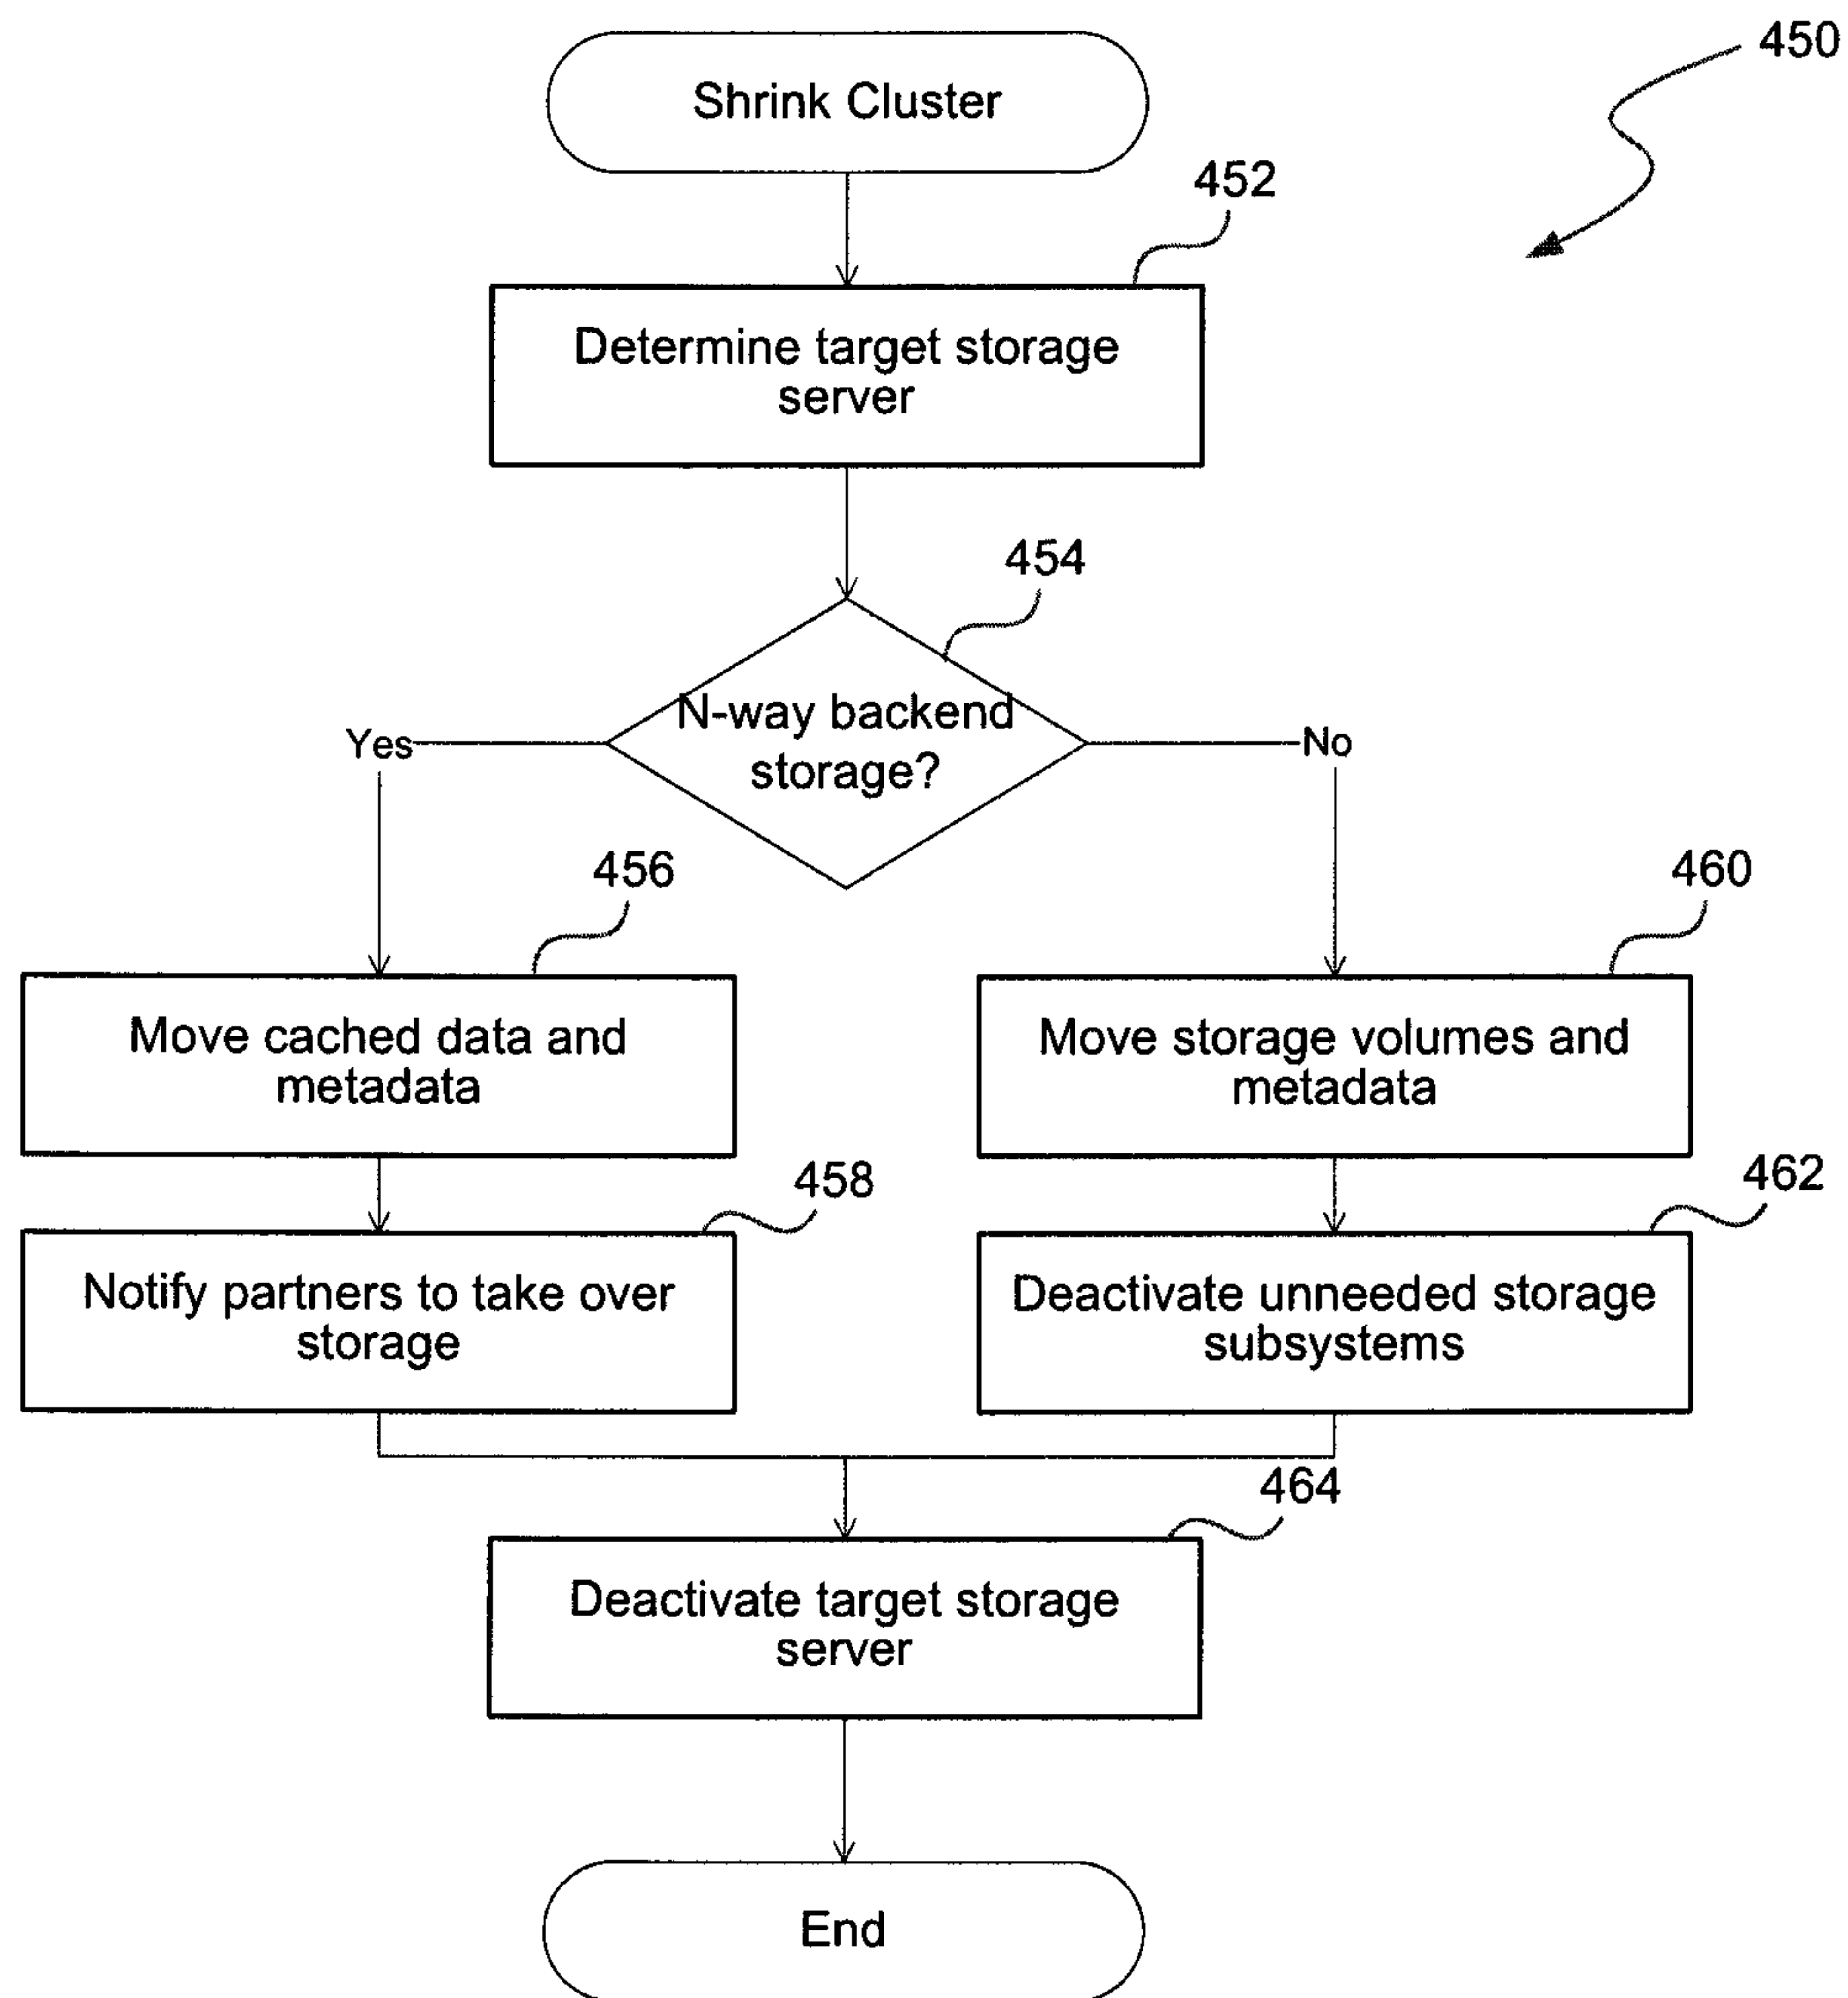 450
Shrink Cluster
452
Determine target storage
server
454
N-way backend
storage?
Yes
No
456
460
Move cached data and
metadata
Move storage volumes and
metadata
458
462
Notify partners to take over
storage
Deactivate unneeded storage
subsystems
464
Deactivate target storage
server
End